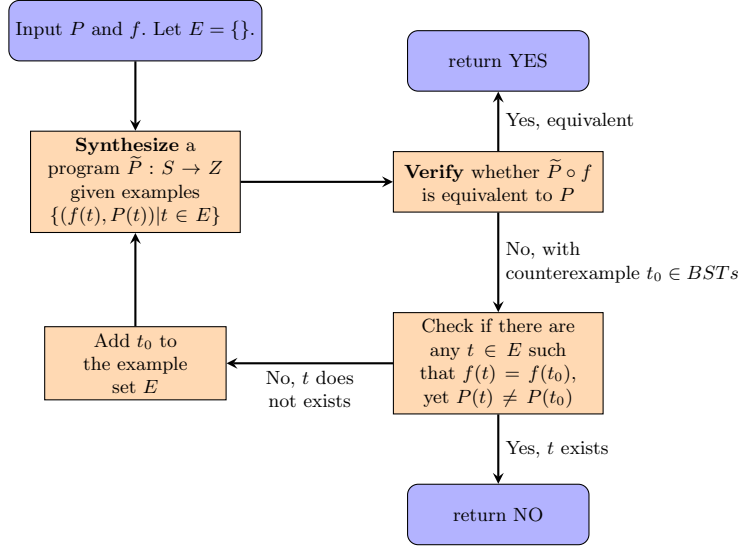 Input P and f. Let E = {}.
return YES
Yes, equivalent
Synthesize a
program P̃ : S → Z
given examples
{(f(t), P(t))|t ∈ E}
Verify whether P̃ ∘ f
is equivalent to P
No, with
counterexample t₀ ∈ BSTs
Add t₀ to
the example
set E
No, t does
not exists
Check if there are
any t ∈ E such
that f(t) = f(t₀),
yet P(t) ≠ P(t₀)
Yes, t exists
return NO